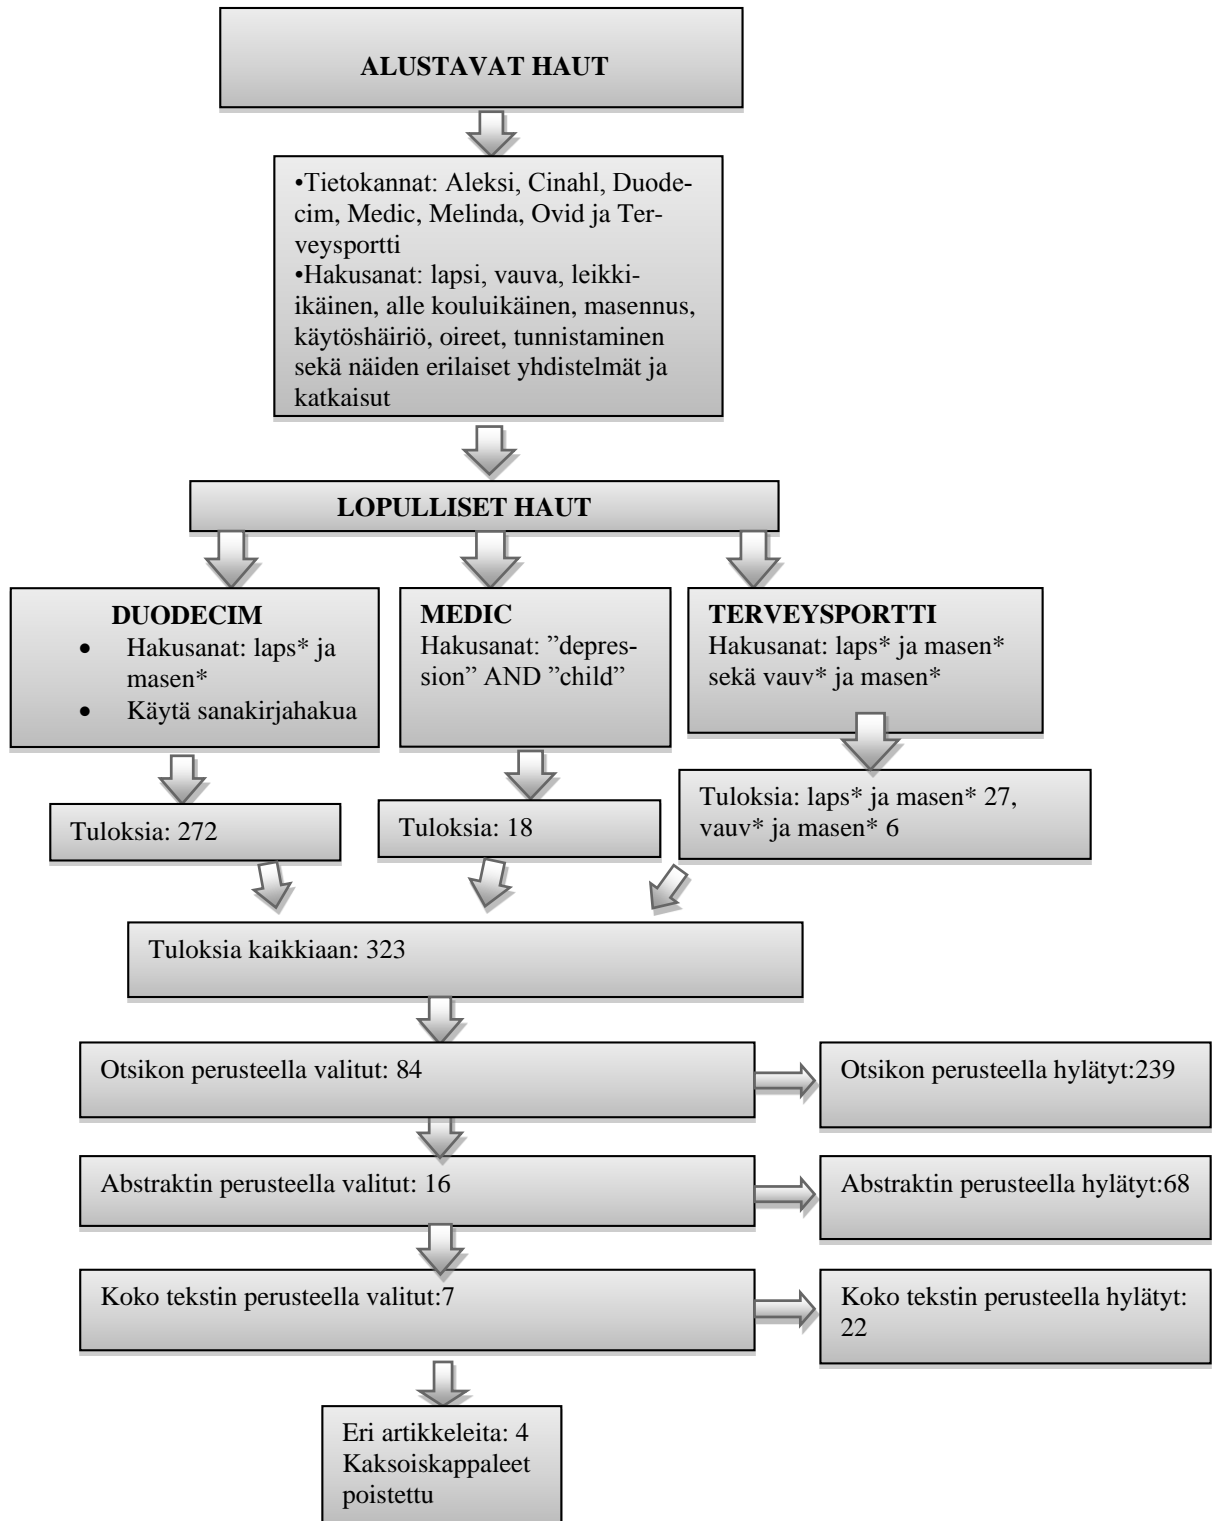 ALUSTAVAT HAUT
•Tietokannat: Aleksi, Cinahl, Duode-
cim, Medic, Melinda, Ovid ja Ter-
veysportti
•Hakusanat: lapsi, vauva, leikki-
ikäinen, alle kouluikäinen, masennus,
käytöshäiriö, oireet, tunnistaminen
sekä näiden erilaiset yhdistelmät ja
katkaisut
LOPULLISET HAUT
DUODECIM
• Hakusanat: laps* ja
masen*
• Käytä sanakirjahakua
MEDIC
Hakusanat: ”depres-
sion” AND ”child”
TERVEYSPORTTI
Hakusanat: laps* ja masen*
sekä vauv* ja masen*
Tuloksia: 272
Tuloksia: 18
Tuloksia: laps* ja masen* 27,
vauv* ja masen* 6
Tuloksia kaikkiaan: 323
Otsikon perusteella valitut: 84
Otsikon perusteella hylätyt:239
Abstraktin perusteella valitut: 16
Abstraktin perusteella hylätyt:68
Koko tekstin perusteella valitut:7
Koko tekstin perusteella hylätyt:
22
Eri artikkeleita: 4
Kaksoiskappaleet
poistettu